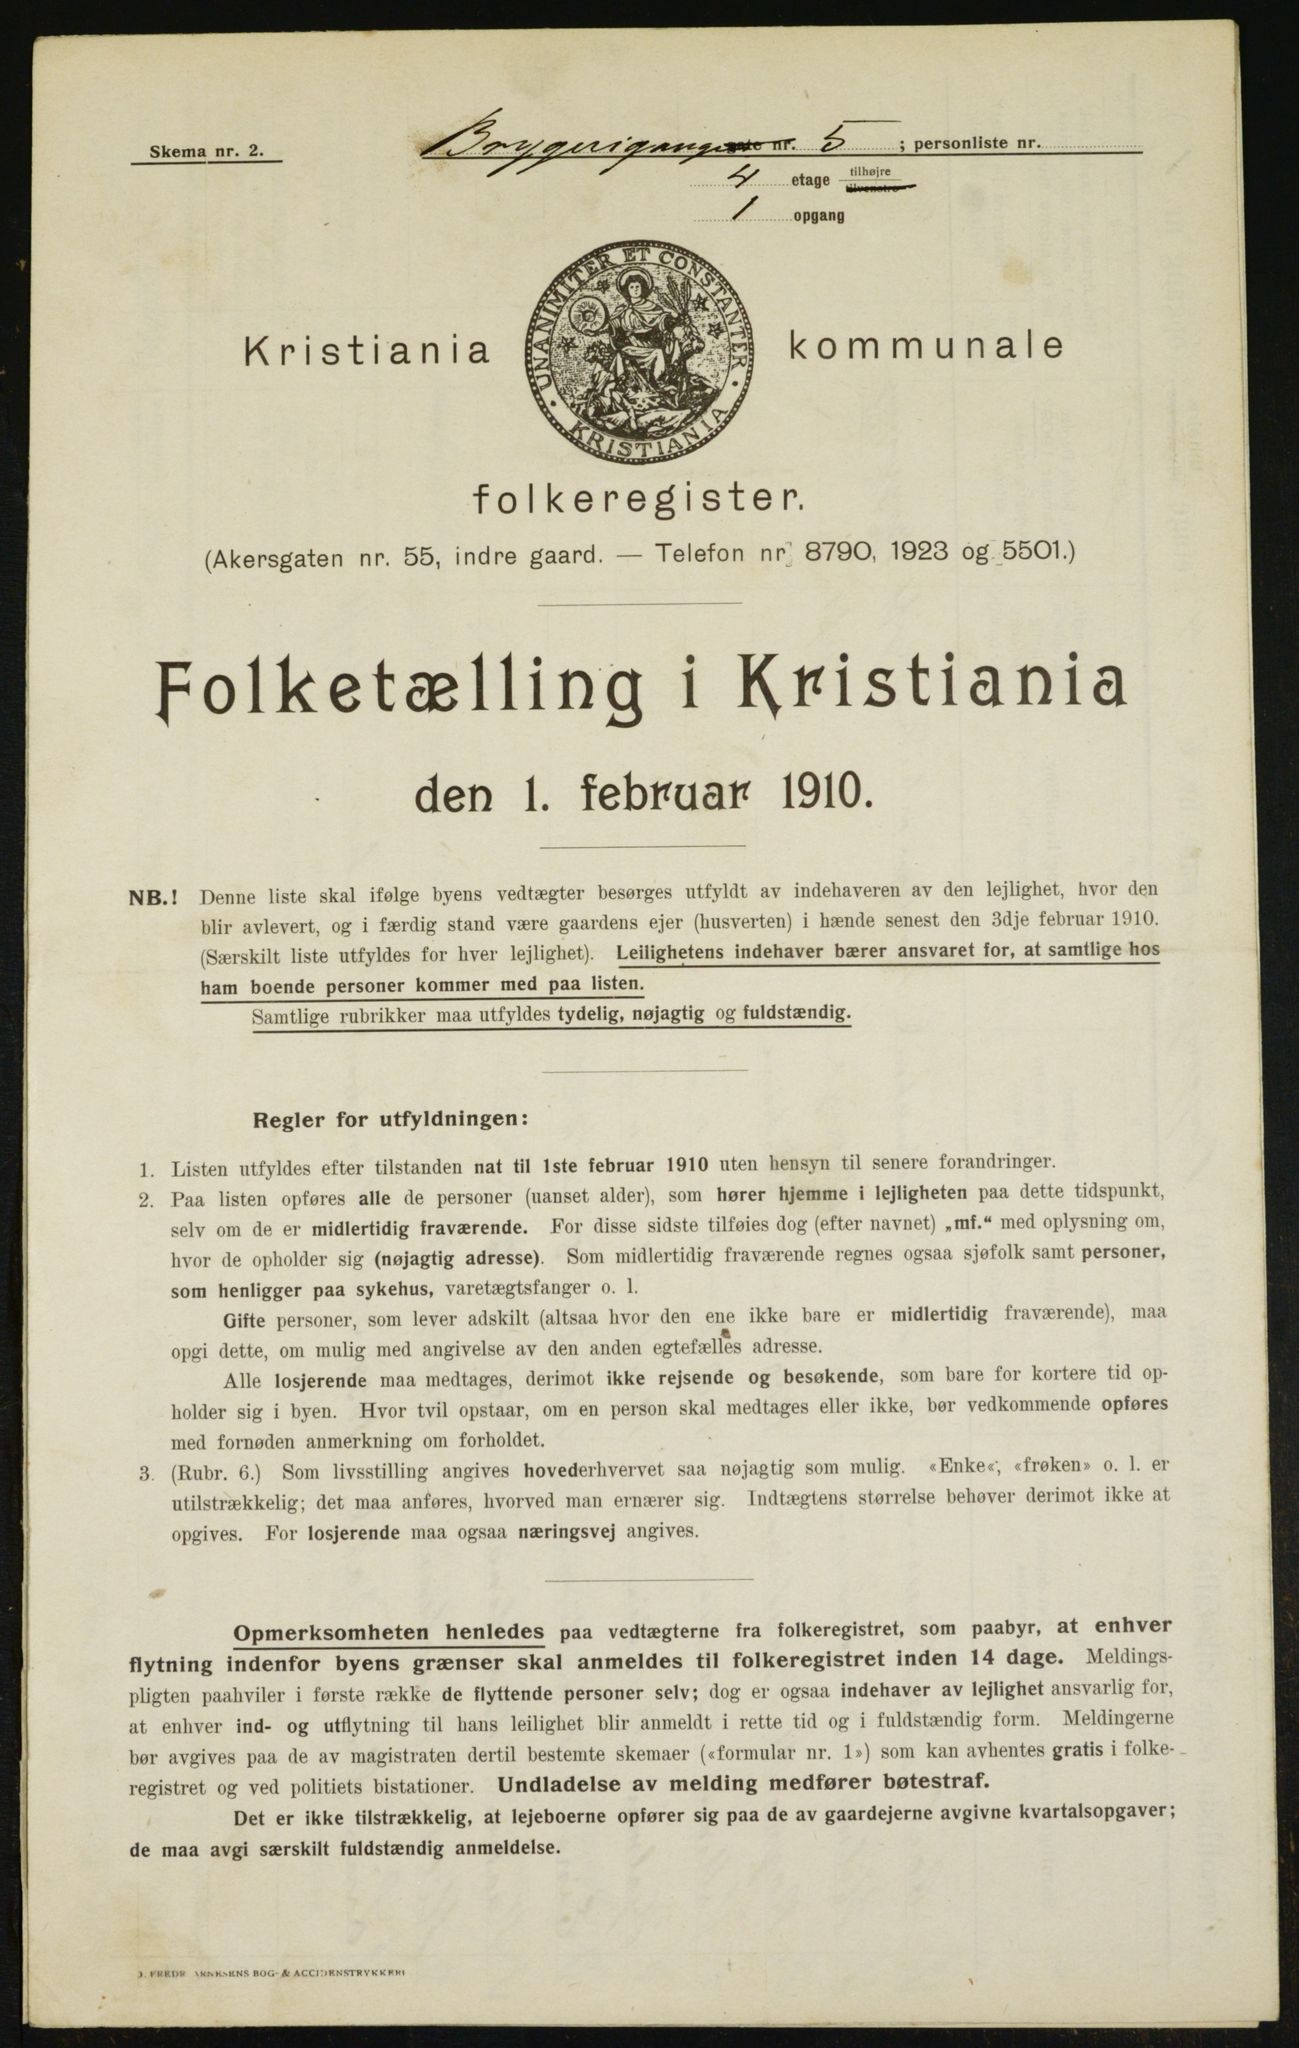 Skema nr. 2.
Bryggerigangen nr. 5 ; personliste nr.
4 etage tilhøjre tilvenstre
1 opgang
UNANIMITER ET CONSTANTER
KRISTIANIA
Kristiania kommunale
folkeregister.
(Akersgaten nr. 55, indre gaard. — Telefon nr. 8790, 1923 og 5501.)
Folketælling i Kristiania
den 1. februar 1910.
NB.! Denne liste skal ifølge byens vedtægter besørges utfyldt av indehaveren av den lejlighet, hvor den
blir avlevert, og i færdig stand være gaardens ejer (husverten) i hænde senest den 3dje februar 1910.
(Særskilt liste utfyldes for hver lejlighet). Leilighetens indehaver bærer ansvaret for, at samtlige hos
ham boende personer kommer med paa listen.
Samtlige rubrikker maa utfyldes tydelig, nøjagtig og fuldstændig.
Regler for utfyldningen:
1. Listen utfyldes efter tilstanden nat til 1ste februar 1910 uten hensyn til senere forandringer.
2. Paa listen opføres alle de personer (uanset alder), som hører hjemme i lejligheten paa dette tidspunkt,
selv om de er midlertidig fraværende. For disse sidste tilføies dog (efter navnet) „mf.“ med oplysning om,
hvor de opholder sig (nøjagtig adresse). Som midlertidig fraværende regnes ogsaa sjøfolk samt personer,
som henligger paa sykehus, varetægtsfanger o. l.
Gifte personer, som lever adskilt (altsaa hvor den ene ikke bare er midlertidig fraværende), maa
opgi dette, om mulig med angivelse av den anden egtefælles adresse.
Alle losjerende maa medtages, derimot ikke rejsende og besøkende, som bare for kortere tid op-
holder sig i byen. Hvor tvil opstaar, om en person skal medtages eller ikke, bør vedkommende opføres
med fornøden anmerkning om forholdet.
3. (Rubr. 6.) Som livsstilling angives hovederhvervet saa nøjagtig som mulig. «Enke«, «frøken» o. l. er
utilstrækkelig; det maa anføres, hvorved man ernærer sig. Indtægtens størrelse behøver derimot ikke at
opgives. For losjerende maa ogsaa næringsvej angives.
Opmerksomheten henledes paa vedtægterne fra folkeregistret, som paabyr, at enhver
flytning indenfor byens grænser skal anmeldes til folkeregistret inden 14 dage. Meldings-
pligten paahviler i første række de flyttende personer selv; dog er ogsaa indehaver av lejlighet ansvarlig for,
at enhver ind- og utflytning til hans leilighet blir anmeldt i rette tid og i fuldstændig form. Meldingerne
bør avgives paa de av magistraten dertil bestemte skemaer («formular nr. 1») som kan avhentes gratis i folke-
registret og ved politiets bistationer. Undladelse av melding medfører bøtestraf.
Det er ikke tilstrækkelig, at lejeboerne opfører sig paa de av gaardejerne avgivne kvartalsopgaver;
de maa avgi særskilt fuldstændig anmeldelse.
BOG- & ACCIDENSTRYKKERI